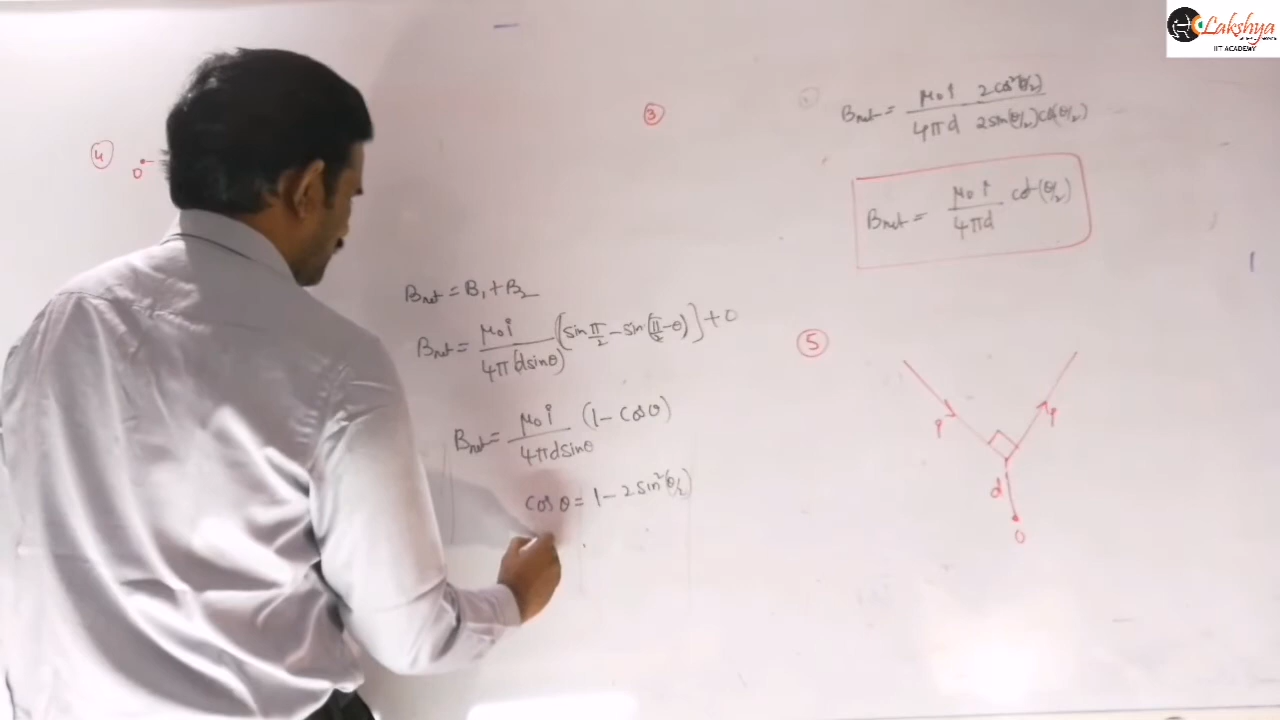 Lakshya
IIT ACADEMY
4
O
Bnet = B₁ + B₂
Bnet = μ₀i / 4π(dsinθ) [sin π/2 − sin(π/2 − θ)] + 0
Bnet = μ₀i / 4πdsinθ (1 − cosθ)
cosθ = 1 − 2sin²(θ/2)
3
Bnet = μ₀i / 4πd 2cos²(θ/2) / 2sin(θ/2)cos(θ/2)
Bnet = μ₀i / 4πd cot(θ/2)
5
i
i
d
O